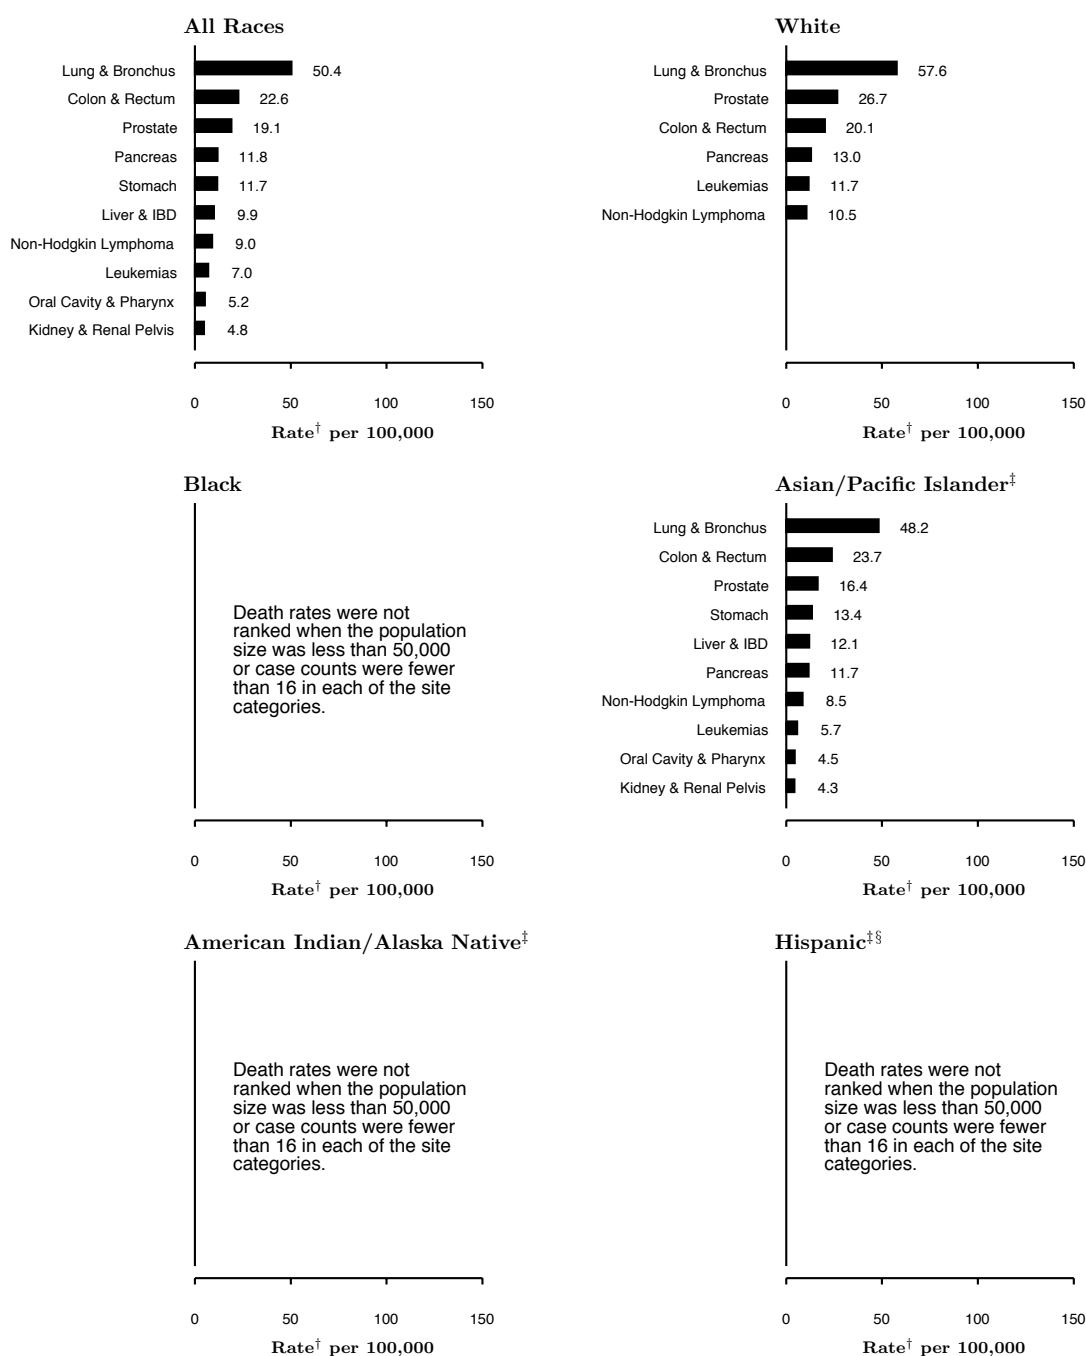 All Races
Lung & Bronchus 50.4
Colon & Rectum 22.6
Prostate 19.1
Pancreas 11.8
Stomach 11.7
Liver & IBD 9.9
Non-Hodgkin Lymphoma 9.0
Leukemias 7.0
Oral Cavity & Pharynx 5.2
Kidney & Renal Pelvis 4.8
0 50 100 150
Rate† per 100,000
White
Lung & Bronchus 57.6
Prostate 26.7
Colon & Rectum 20.1
Pancreas 13.0
Leukemias 11.7
Non-Hodgkin Lymphoma 10.5
0 50 100 150
Rate† per 100,000
Black
Death rates were not
ranked when the population
size was less than 50,000
or case counts were fewer
than 16 in each of the site
categories.
0 50 100 150
Rate† per 100,000
Asian/Pacific Islander‡
Lung & Bronchus 48.2
Colon & Rectum 23.7
Prostate 16.4
Stomach 13.4
Liver & IBD 12.1
Pancreas 11.7
Non-Hodgkin Lymphoma 8.5
Leukemias 5.7
Oral Cavity & Pharynx 4.5
Kidney & Renal Pelvis 4.3
0 50 100 150
Rate† per 100,000
American Indian/Alaska Native‡
Death rates were not
ranked when the population
size was less than 50,000
or case counts were fewer
than 16 in each of the site
categories.
0 50 100 150
Rate† per 100,000
Hispanic‡§
Death rates were not
ranked when the population
size was less than 50,000
or case counts were fewer
than 16 in each of the site
categories.
0 50 100 150
Rate† per 100,000